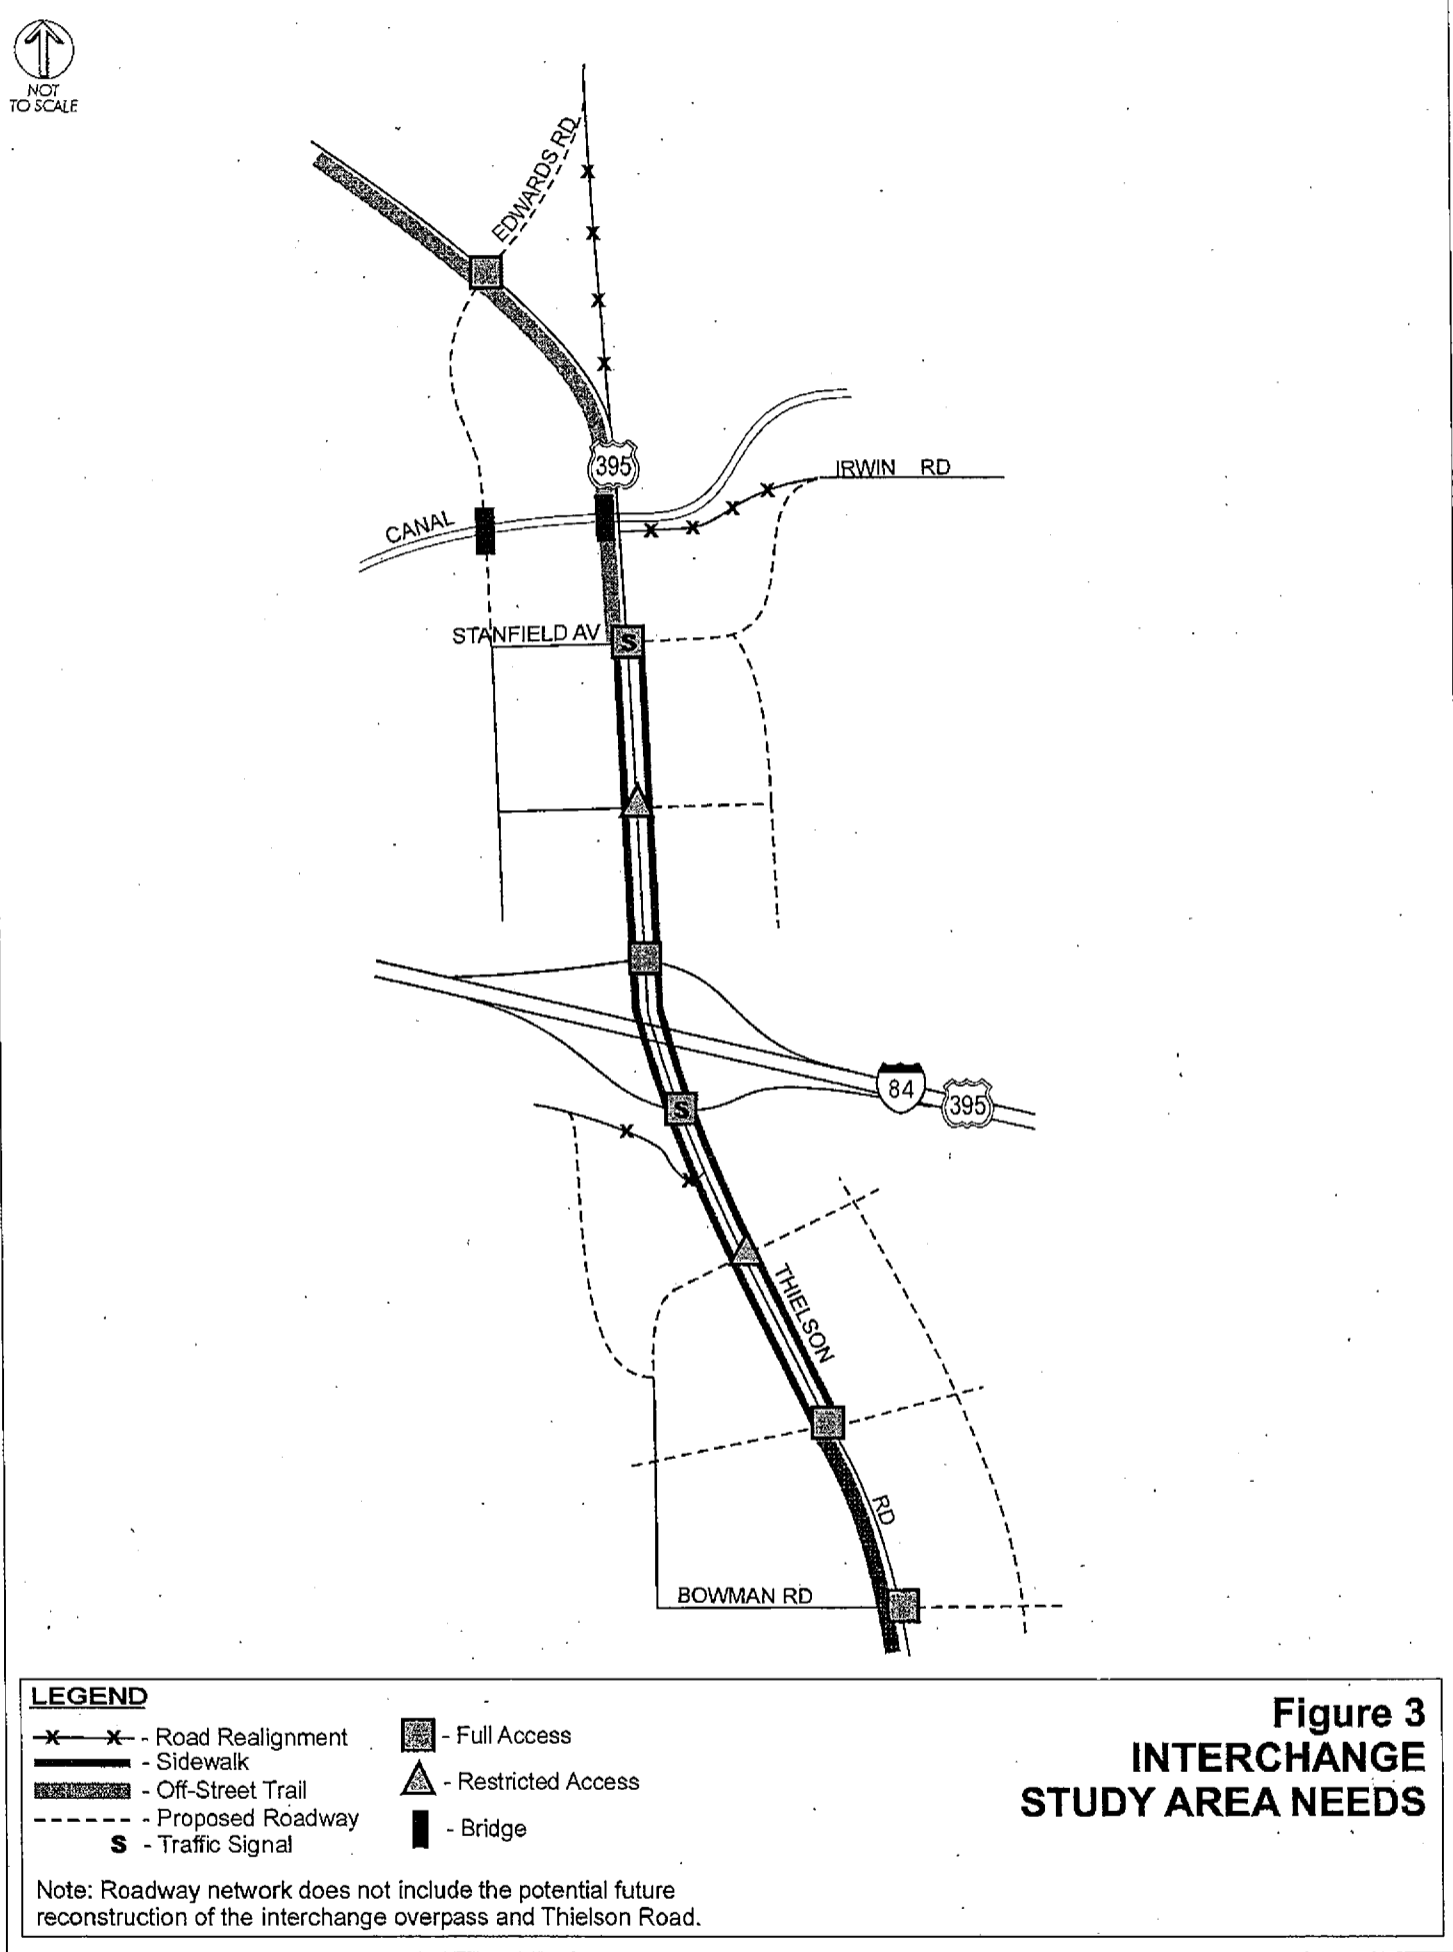 NOT
TO SCALE
EDWARDS RD
395
IRWIN RD
CANAL
STANFIELD AV
S
84
395
S
THIELSON
RD
BOWMAN RD
LEGEND
X X - Road Realignment
- Sidewalk
- Off-Street Trail
- Proposed Roadway
S - Traffic Signal
- Full Access
- Restricted Access
- Bridge
Note: Roadway network does not include the potential future
reconstruction of the interchange overpass and Thielson Road.
Figure 3
INTERCHANGE
STUDY AREA NEEDS